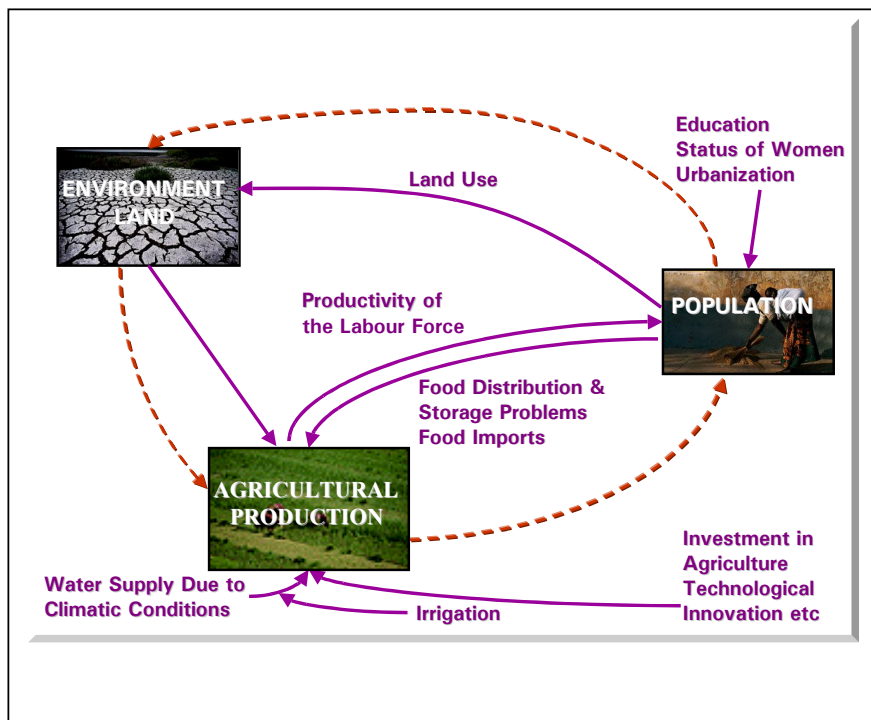 Education
Status of Women
Urbanization
ENVIRONMENT
LAND
Land Use
POPULATION
Productivity of
the Labour Force
Food Distribution &
Storage Problems
Food Imports
AGRICULTURAL
PRODUCTION
Investment in
Agriculture
Technological
Innovation etc
Water Supply Due to
Climatic Conditions
Irrigation